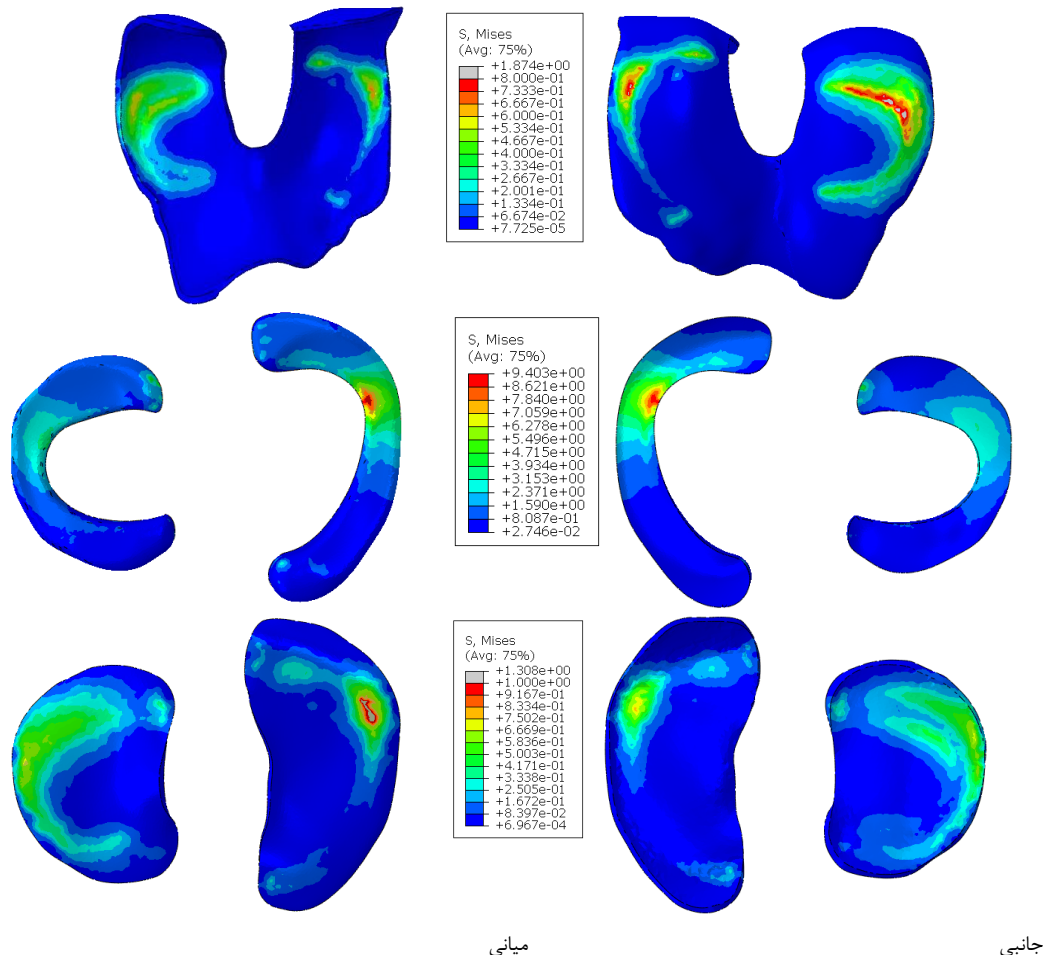 S, Mises
(Avg: 75%)
+1.874e+00
+8.000e-01
+7.333e-01
+6.667e-01
+6.000e-01
+5.334e-01
+4.667e-01
+4.000e-01
+3.334e-01
+2.667e-01
+2.001e-01
+1.334e-01
+6.674e-02
+7.725e-05
S, Mises
(Avg: 75%)
+9.403e+00
+8.621e+00
+7.840e+00
+7.059e+00
+6.278e+00
+5.496e+00
+4.715e+00
+3.934e+00
+3.153e+00
+2.371e+00
+1.590e+00
+8.087e-01
+2.746e-02
S, Mises
(Avg: 75%)
+1.308e+00
+1.000e+00
+9.167e-01
+8.334e-01
+7.502e-01
+6.669e-01
+5.836e-01
+5.003e-01
+4.171e-01
+3.338e-01
+2.505e-01
+1.672e-01
+8.397e-02
+6.967e-04
جانبی
میانی